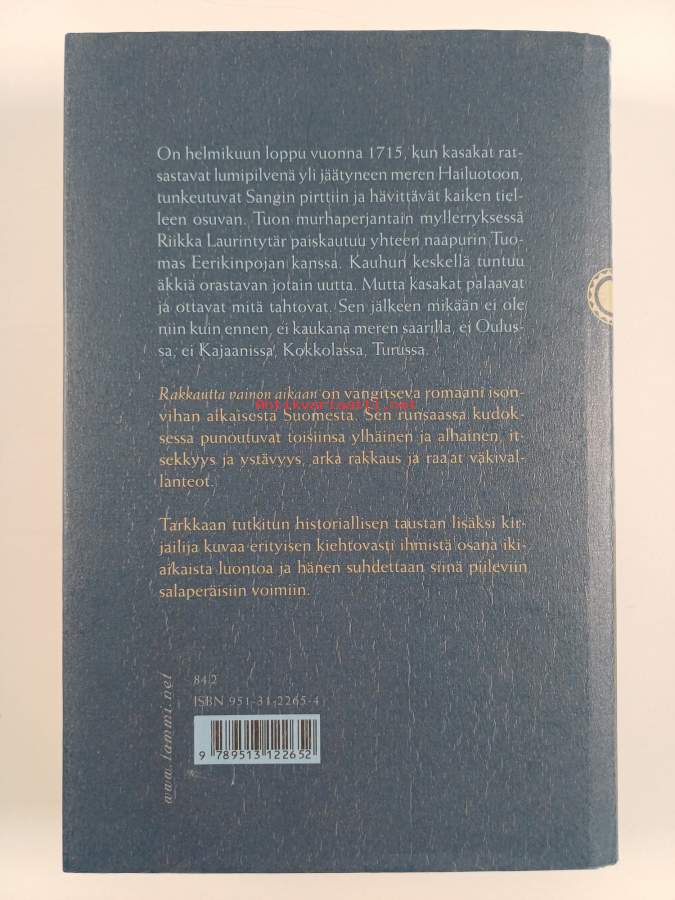 On helmikuun loppu vuonna 1715, kun kasakat rat-
sastavat lumipilvenä yli jäätyneen meren Hailuotoon,
tunkeutuvat Sangin pirttiin ja hävittävät kaiken tiel-
leen osuvan. Tuon murhaperjantain myllerryksessä
Riikka Laurintytär paiskautuu yhteen naapurin Tuo-
mas Eerikinpojan kanssa. Kauhun keskellä tuntuu
äkkiä orastavan jotain uutta. Mutta kasakat palaavat
ja ottavat mitä tahtovat. Sen jälkeen mikään ei ole
niin kuin ennen, ei kaukana meren saarilla, ei Oulus-
sa, ei Kajaanissa, Kokkolassa, Turussa.
Rakkautta vainon aikaan on vangitseva romaani ison-
Antikvariaatti.net
vihan aikaisesta Suomesta. Sen runsaassa kudok-
sessa punoutuvat toisiinsa ylhäinen ja alhainen, it-
sekkyys ja ystävyys, arka rakkaus ja raa'at väkival-
lanteot.
Tarkkaan tutkitun historiallisen taustan lisäksi kir-
jailija kuvaa erityisen kiehtovasti ihmistä osana iki-
aikaista luontoa ja hänen suhdettaan siinä piileviin
salaperäisiin voimiin.
www.tammi.net
84.2
ISBN 951-31-2265-4
9 789513 122652